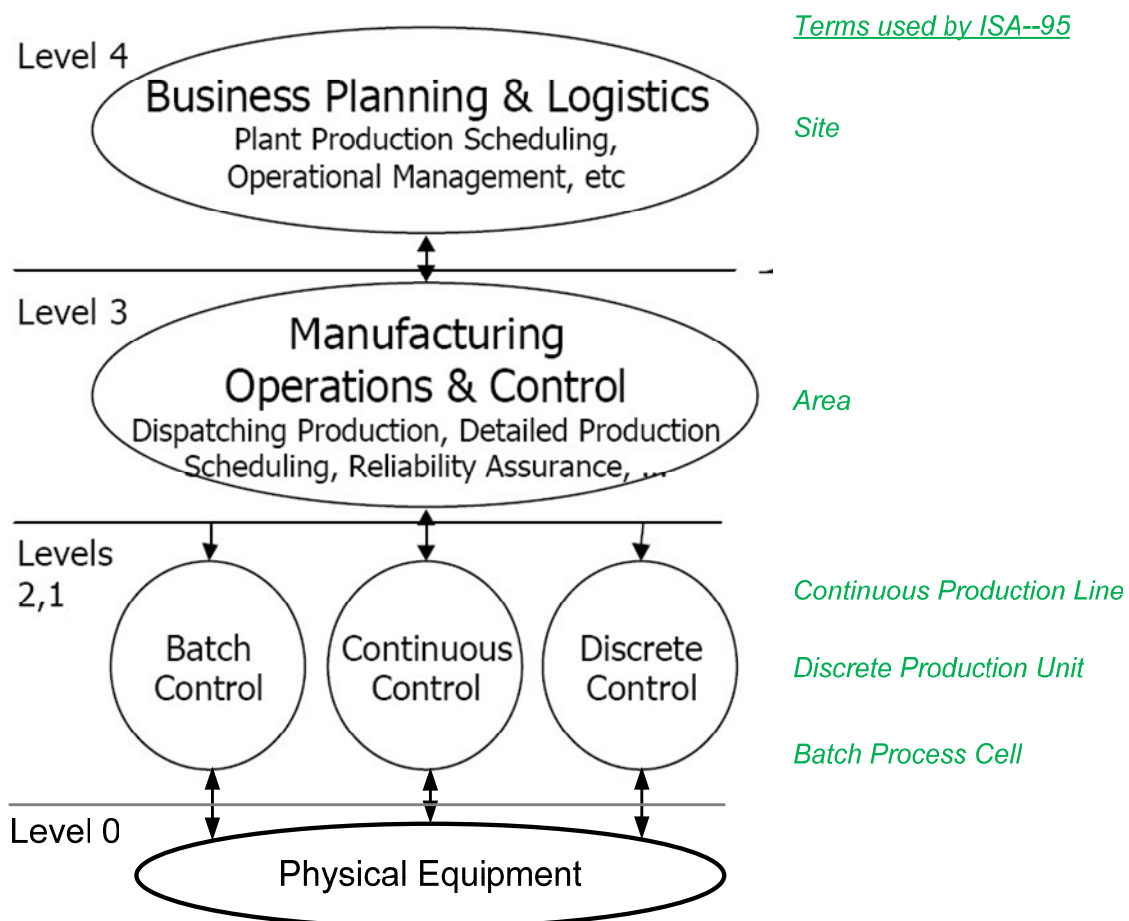 Terms used by ISA--95
Level 4
Business Planning & Logistics
Plant Production Scheduling,
Operational Management, etc
Site
Level 3
Manufacturing
Operations & Control
Dispatching Production, Detailed Production
Scheduling, Reliability Assurance, ...
Area
Levels
2,1
Batch
Control
Continuous
Control
Discrete
Control
Continuous Production Line
Discrete Production Unit
Batch Process Cell
Level 0
Physical Equipment